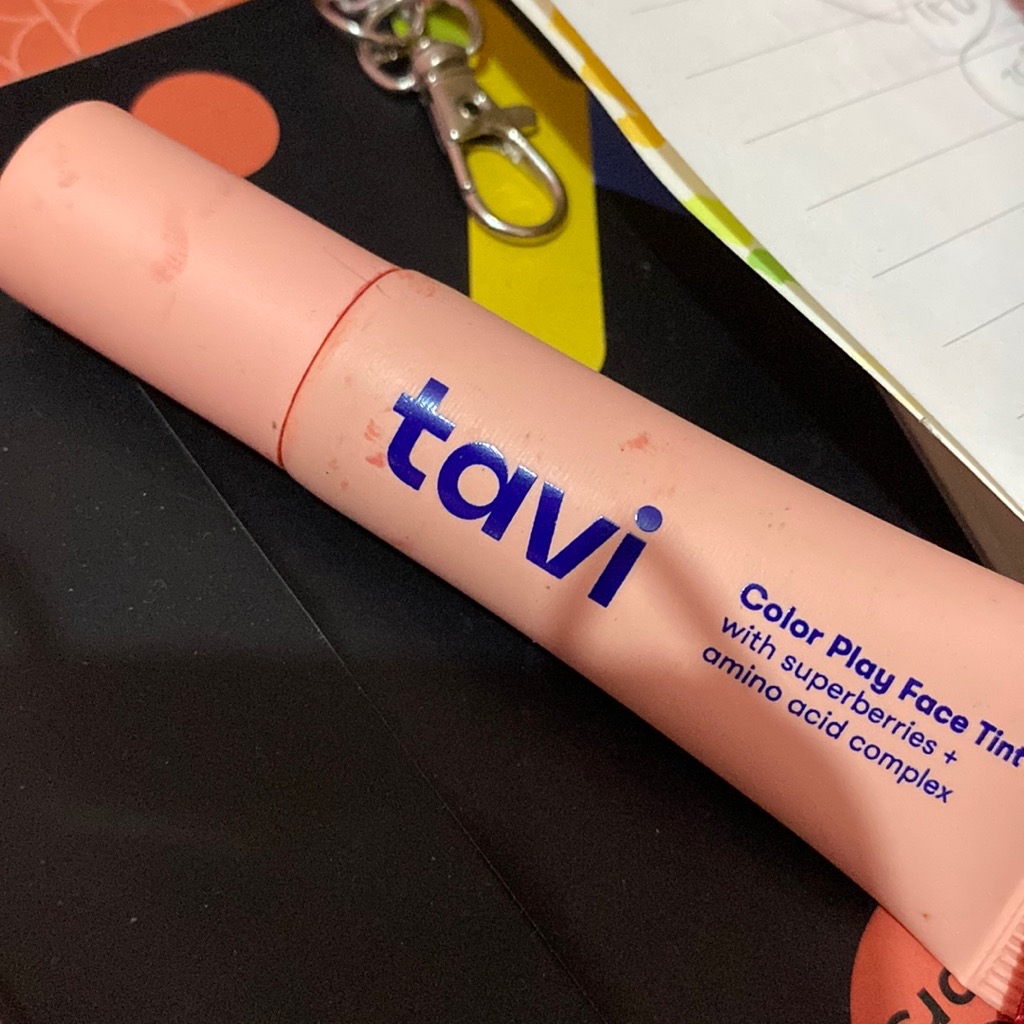 tavi
Color Play Face Tint
with superberries +
amino acid complex